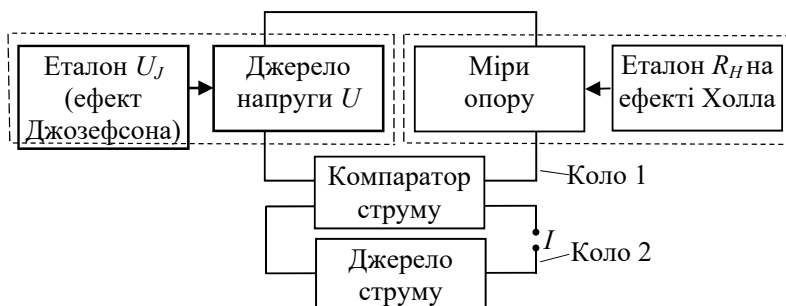 Еталон U_J
(ефект
Джозефсона)
Джерело
напруги U
Міри
опору
Еталон R_H на
ефекті Холла
Компаратор
струму
Коло 1
I
Джерело
струму
Коло 2